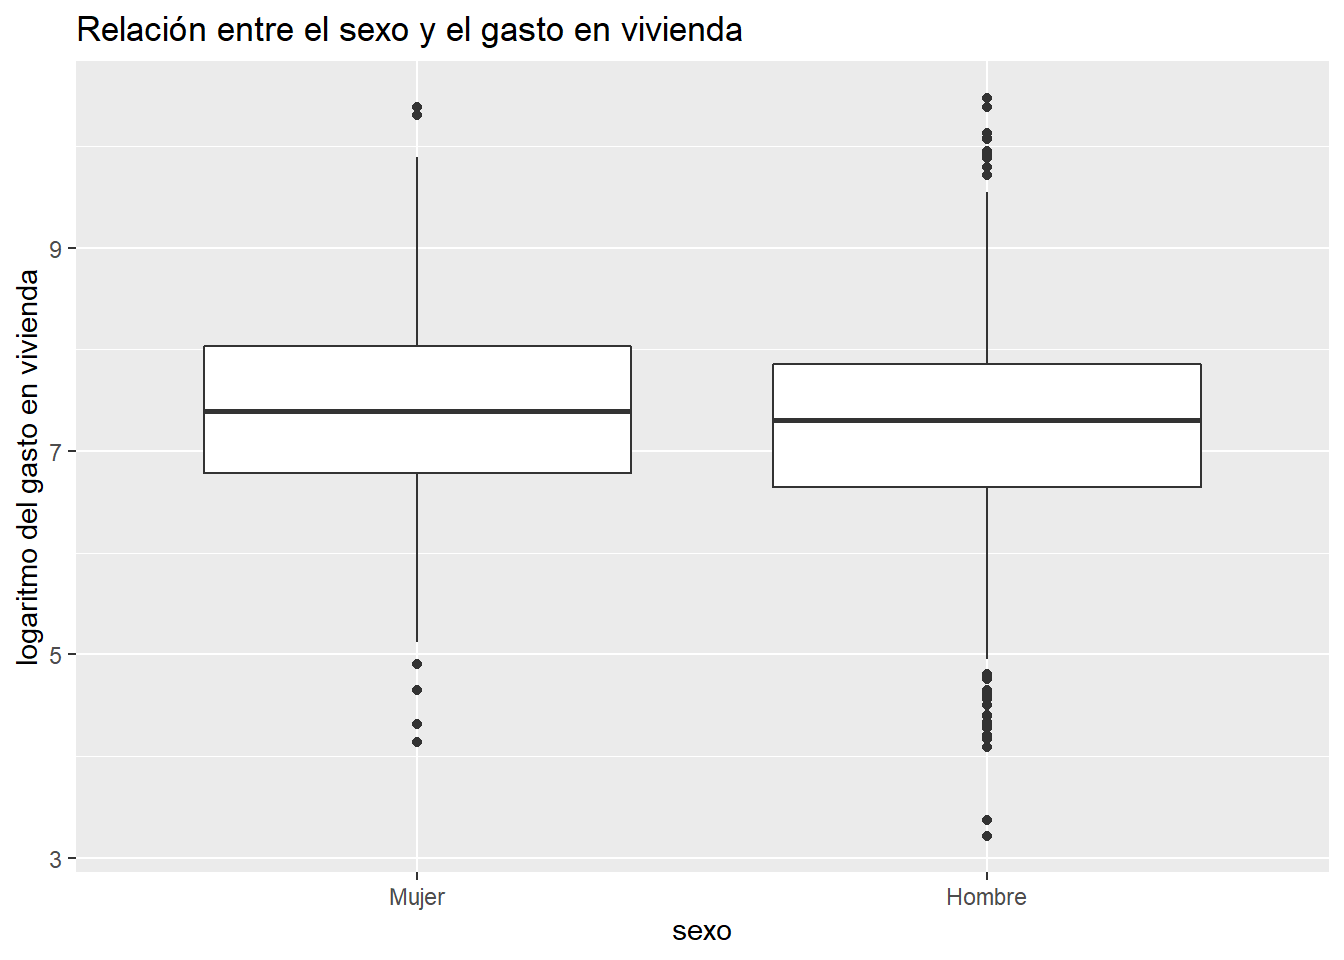 Relación entre el sexo y el gasto en vivienda
logaritmo del gasto en vivienda
9
7
5
3
Mujer
Hombre
sexo